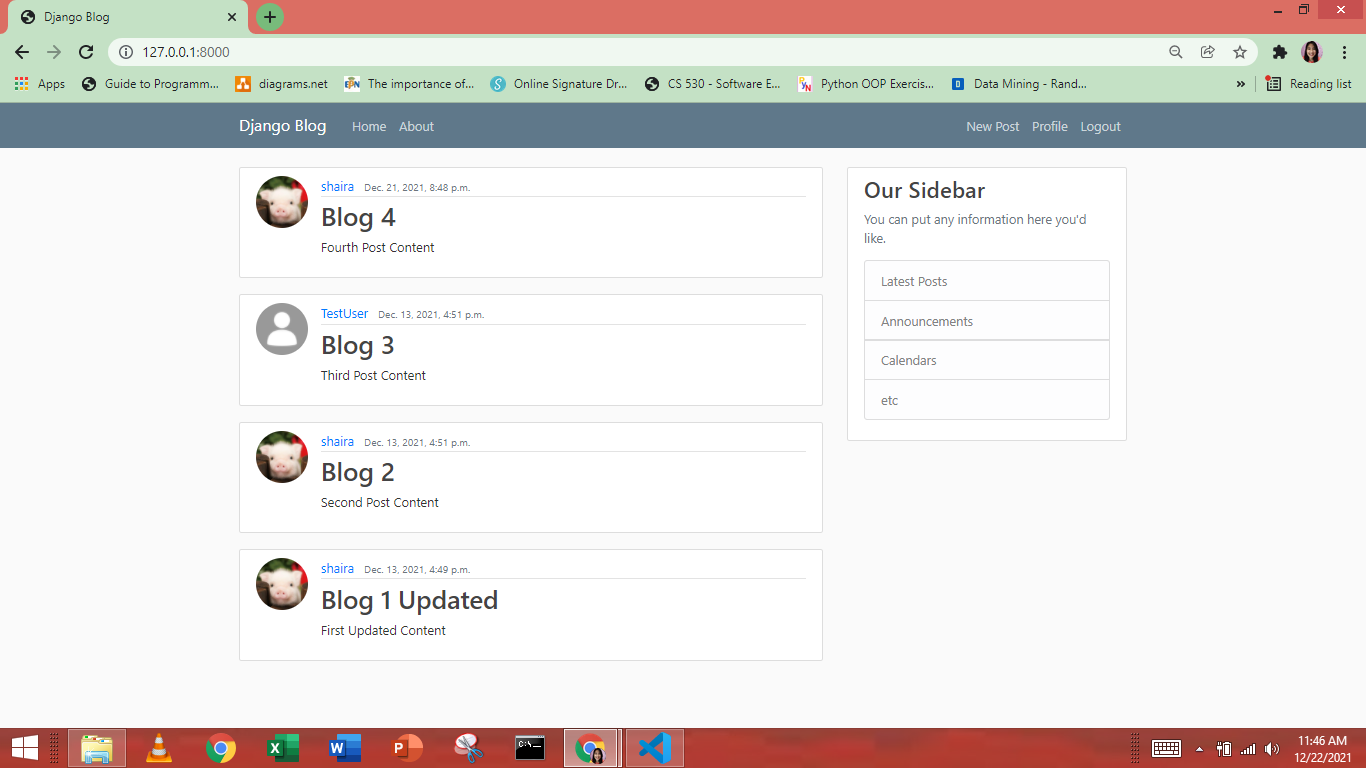 Django Blog
127.0.0.1:8000
Apps Guide to Programm... diagrams.net The importance of... Online Signature Dr... CS 530 - Software E... Python OOP Exercis... Data Mining - Rand... » Reading list
Django Blog Home About New Post Profile Logout
shaira Dec. 21, 2021, 8:48 p.m.
Blog 4
Fourth Post Content
TestUser Dec. 13, 2021, 4:51 p.m.
Blog 3
Third Post Content
shaira Dec. 13, 2021, 4:51 p.m.
Blog 2
Second Post Content
shaira Dec. 13, 2021, 4:49 p.m.
Blog 1 Updated
First Updated Content
Our Sidebar
You can put any information here you'd
like.
Latest Posts
Announcements
Calendars
etc
11:46 AM
12/22/2021